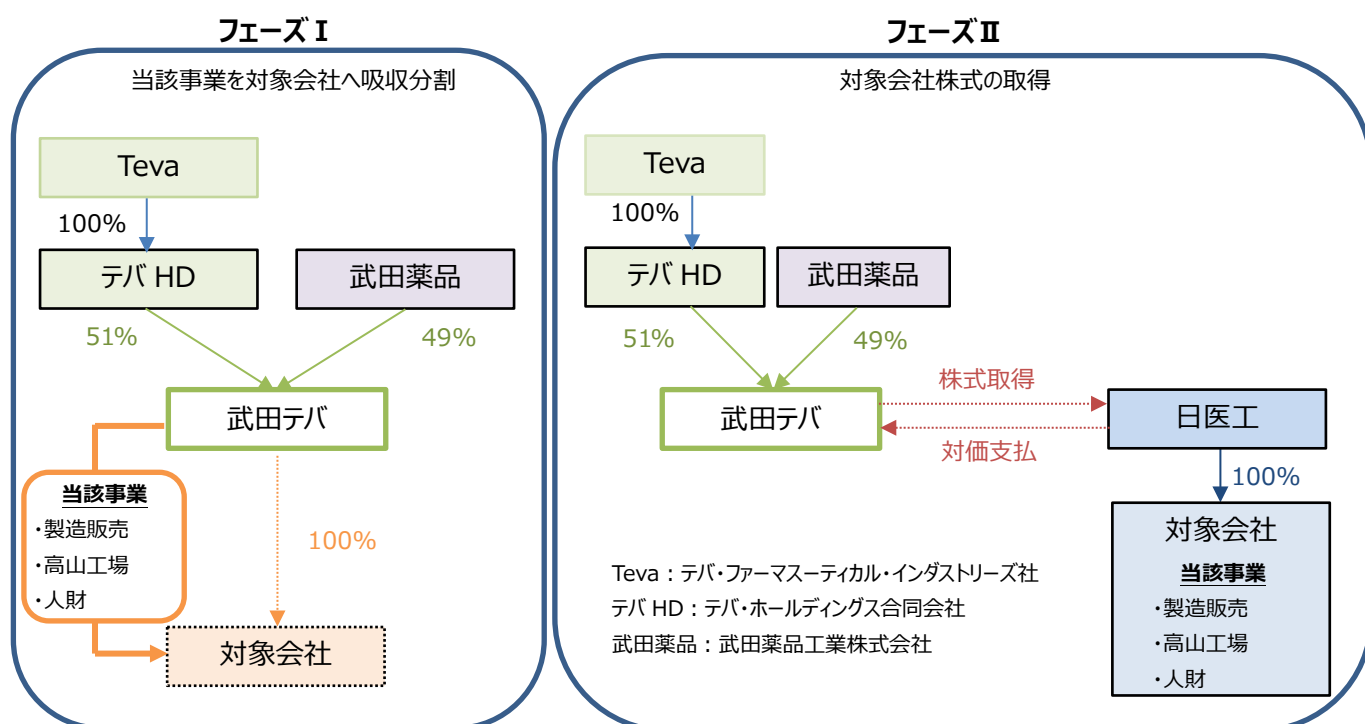 フェーズⅠ
当該事業を対象会社へ吸収分割
Teva
100%
テバ HD
武田薬品
51%
49%
武田テバ
当該事業
・製造販売
・高山工場
・人財
100%
対象会社
フェーズⅡ
対象会社株式の取得
Teva
100%
テバ HD
武田薬品
51%
49%
武田テバ
株式取得
対価支払
日医工
100%
対象会社
当該事業
・製造販売
・高山工場
・人財
Teva：テバ・ファーマスーティカル・インダストリーズ社
テバ HD：テバ・ホールディングス合同会社
武田薬品：武田薬品工業株式会社